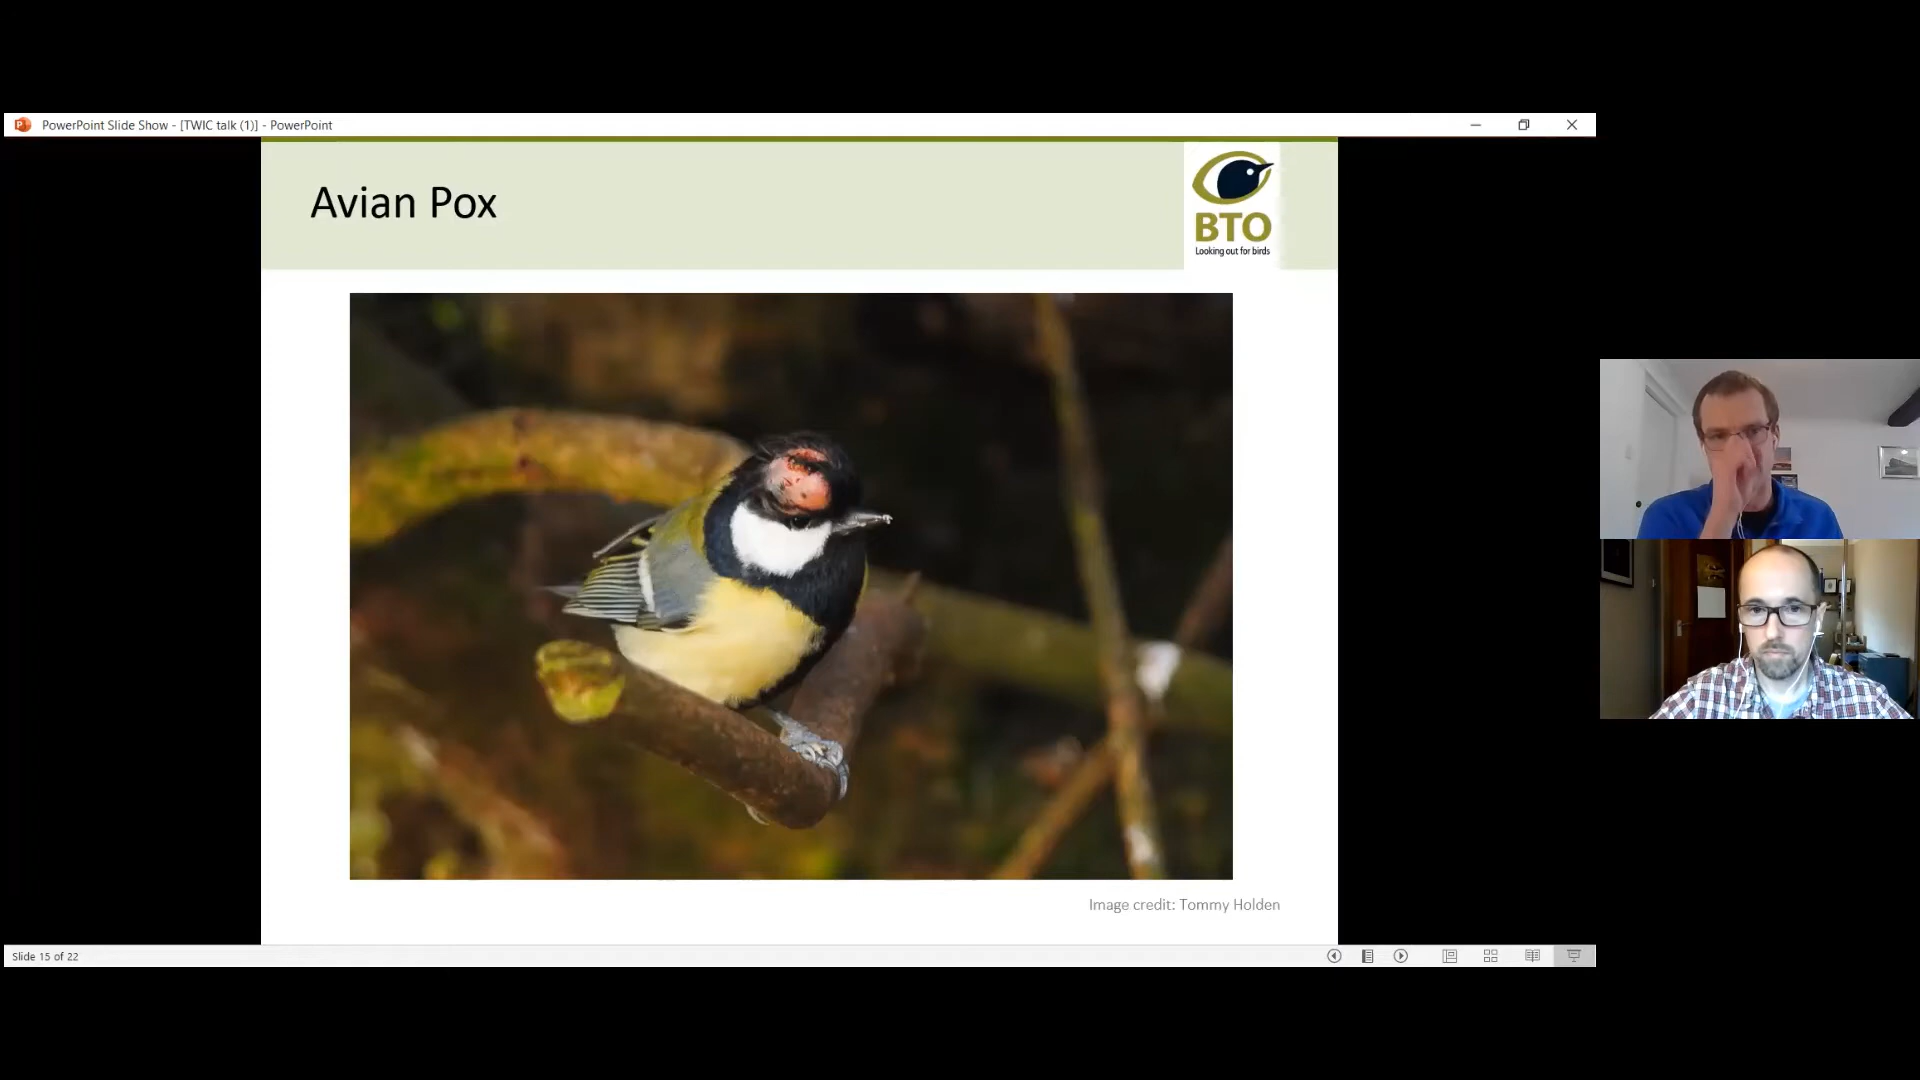 PowerPoint Slide Show - [TWIC talk (1)] - PowerPoint
Avian Pox
BTO
Looking out for birds
Image credit: Tommy Holden
Slide 15 of 22